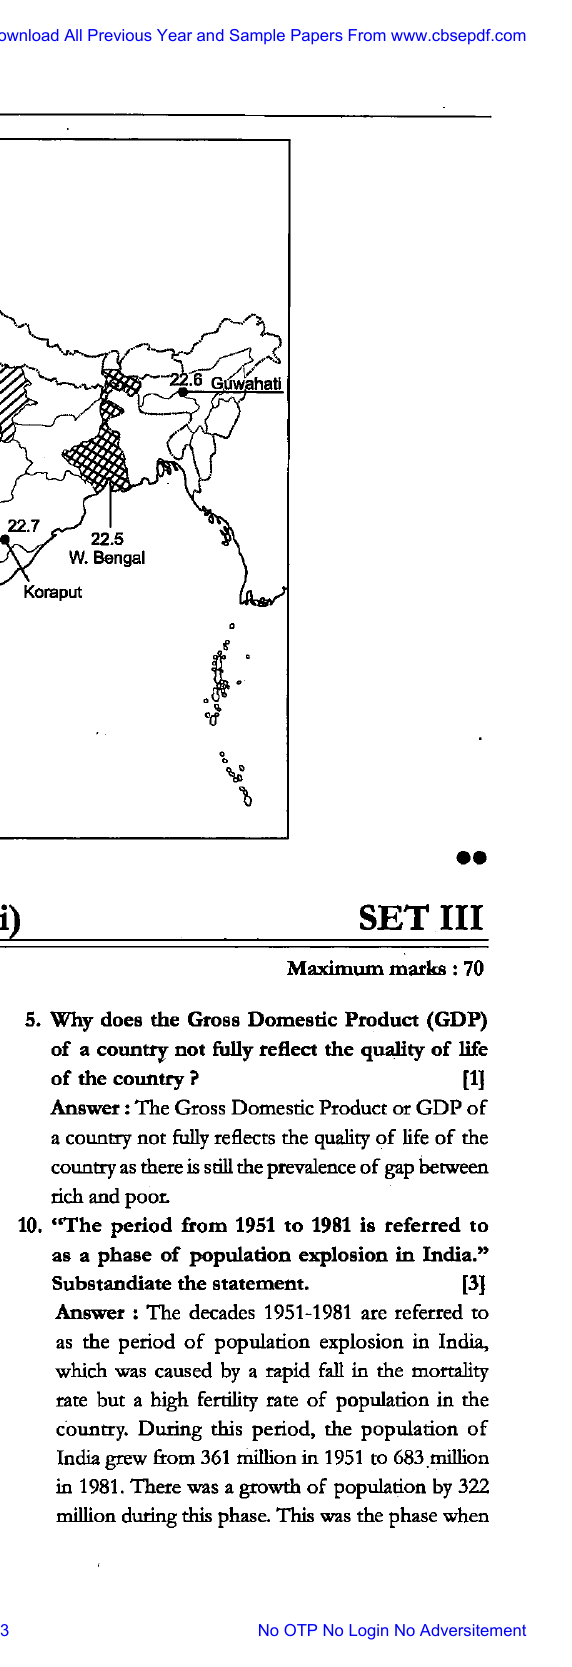 ownload All Previous Year and Sample Papers From www.cbsepdf.com
22.6 Guwahati
22.7
22.5
W. Bengal
Koraput
i) SET III
Maximum marks : 70
5. Why does the Gross Domestic Product (GDP)
of a country not fully reflect the quality of life
of the country ? [1]
Answer : The Gross Domestic Product or GDP of
a country not fully reflects the quality of life of the
country as there is still the prevalence of gap between
rich and poor.
10. “The period from 1951 to 1981 is referred to
as a phase of population explosion in India.”
Substandiate the statement. [3]
Answer : The decades 1951-1981 are referred to
as the period of population explosion in India,
which was caused by a rapid fall in the mortality
rate but a high fertility rate of population in the
country. During this period, the population of
India grew from 361 million in 1951 to 683 million
in 1981. There was a growth of population by 322
million during this phase. This was the phase when
3 No OTP No Login No Adversitement